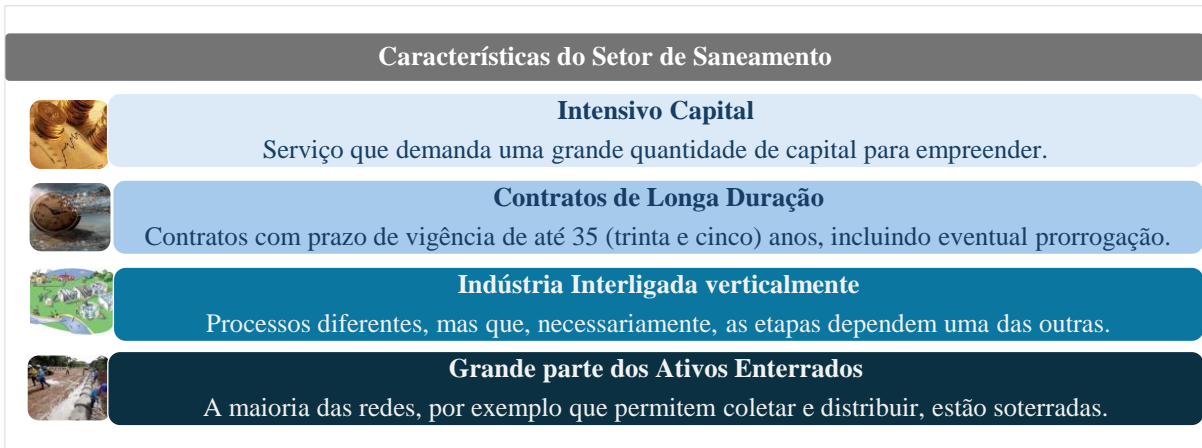 Características do Setor de Saneamento
Intensivo Capital
Serviço que demanda uma grande quantidade de capital para empreender.
Contratos de Longa Duração
Contratos com prazo de vigência de até 35 (trinta e cinco) anos, incluindo eventual prorrogação.
Indústria Interligada verticalmente
Processos diferentes, mas que, necessariamente, as etapas dependem uma das outras.
Grande parte dos Ativos Enterrados
A maioria das redes, por exemplo que permitem coletar e distribuir, estão soterradas.